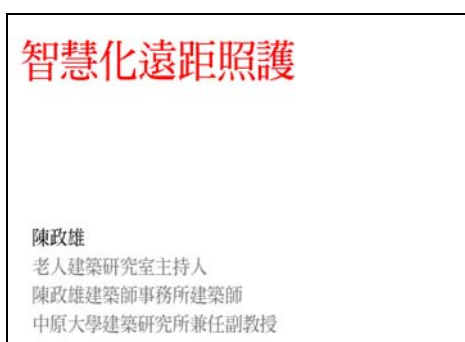 智慧化遠距照護
陳政雄
老人建築研究室主持人
陳政雄建築師事務所建築師
中原大學建築研究所兼任副教授